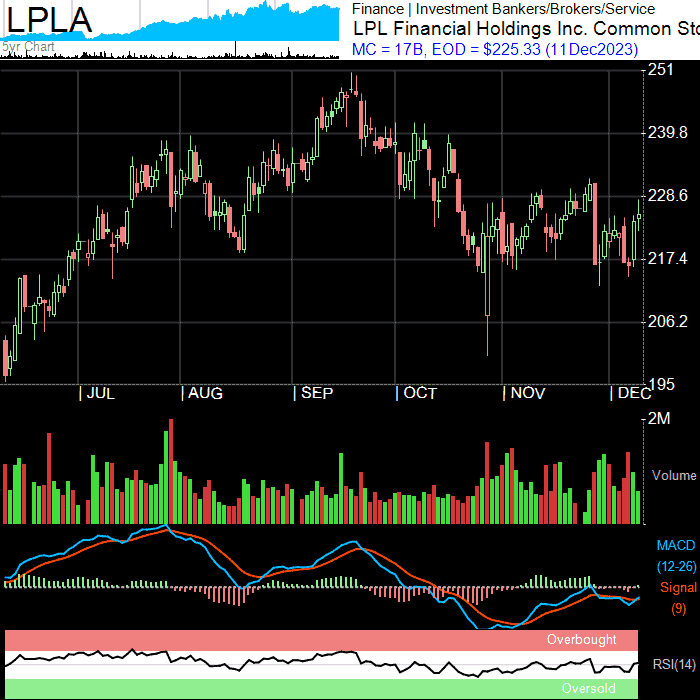 LPLA
5yr Chart
Finance | Investment Bankers/Brokers/Service
LPL Financial Holdings Inc. Common Sto
MC = 17B, EOD = $225.33 (11Dec2023)
251
239.8
228.6
217.4
206.2
195
| JUL | AUG | SEP | OCT | NOV | DEC
2M
Volume
MACD
(12-26)
Signal
(9)
Overbought
RSI(14)
Oversold